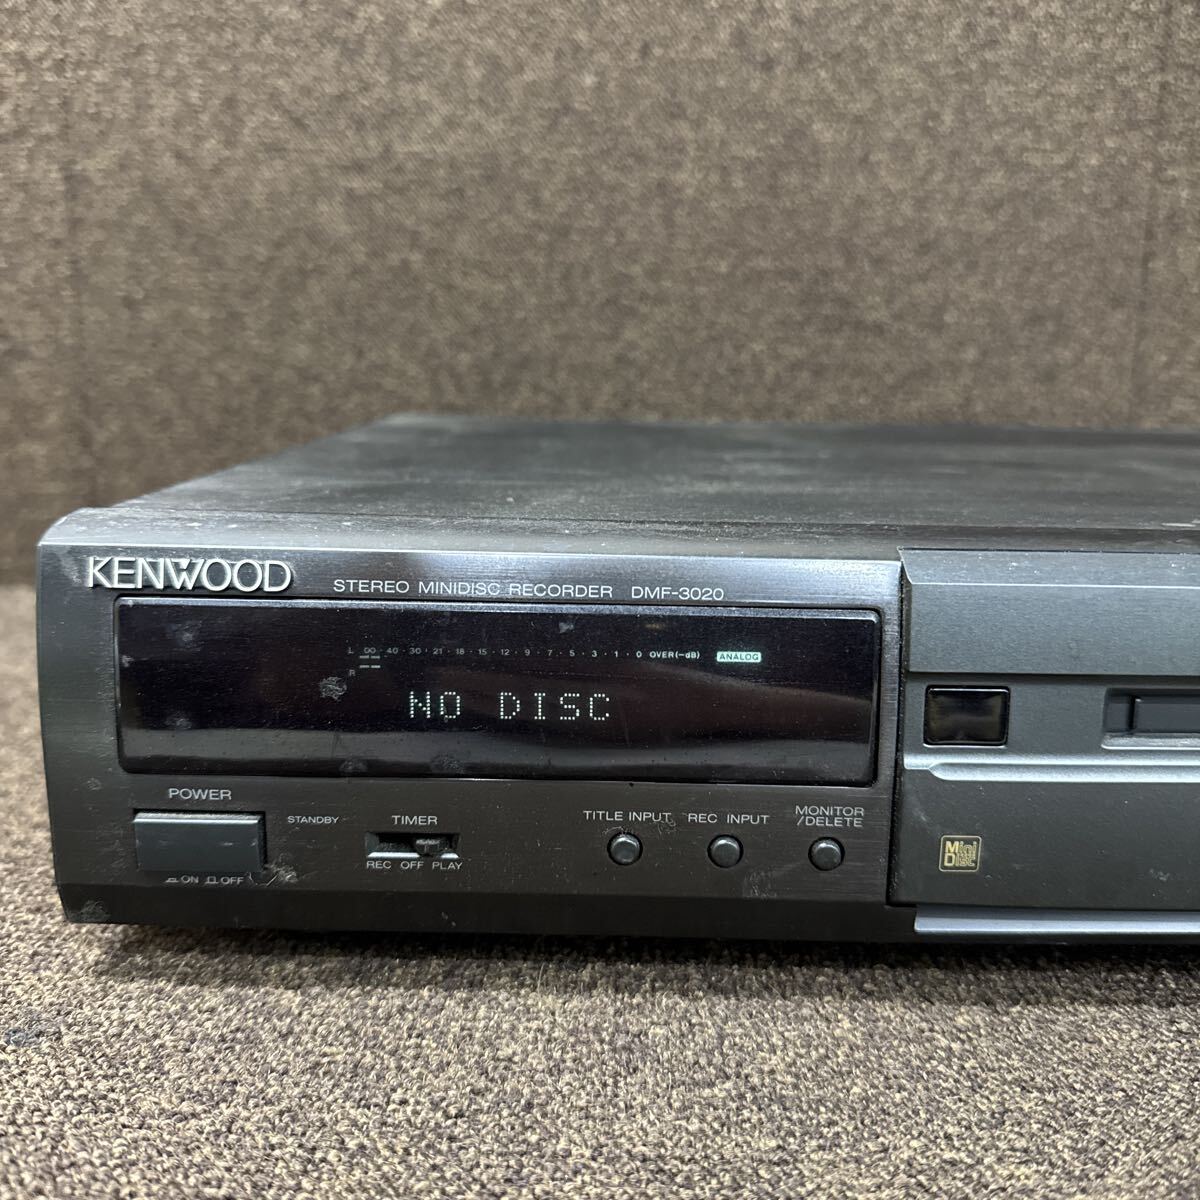 KENWOOD
STEREO MINIDISC RECORDER DMF-3020
L ∞ · 40 · 30 · 21 · 18 · 15 · 12 · 9 · 7 · 5 · 3 · 1 · 0 OVER(−dB) ANALOG
R
NO DISC
POWER
STANDBY
ON OFF
TIMER
REC OFF PLAY
TITLE INPUT
REC INPUT
MONITOR
/DELETE
MD